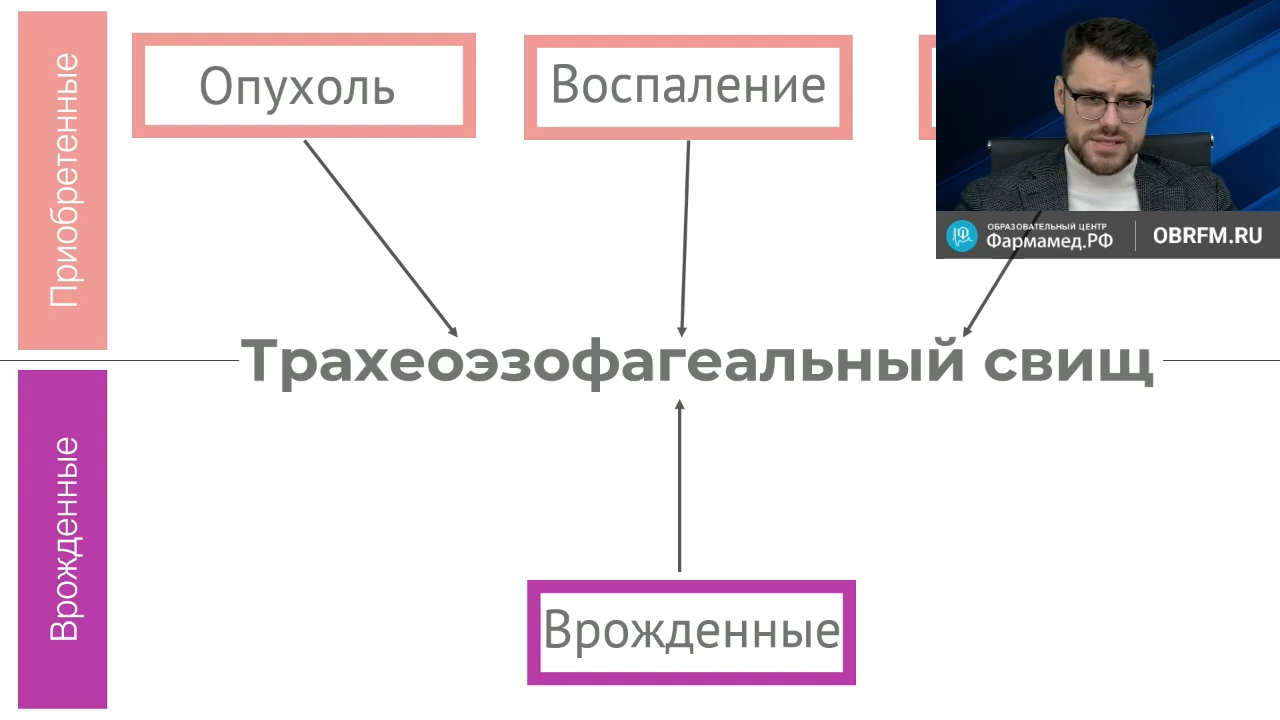 Приобретенные
Опухоль
Воспаление
ОБРАЗОВАТЕЛЬНЫЙ ЦЕНТР
Фармамед.РФ
OBRFM.RU
Трахеоэзофагеальный свищ
Врожденные
Врожденные